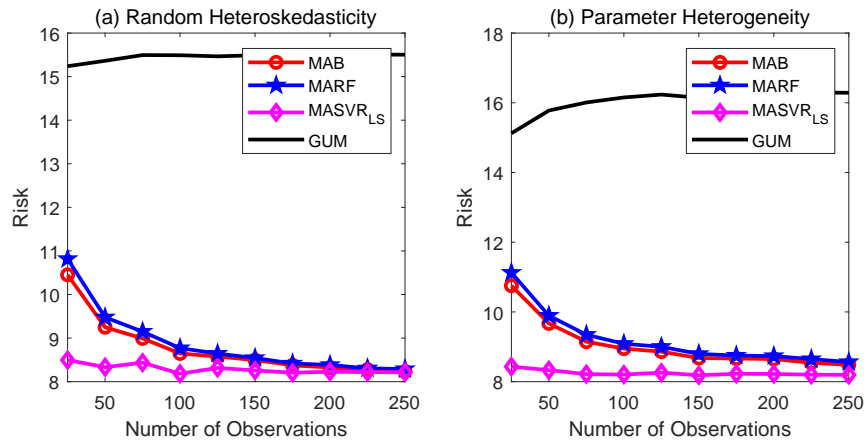 (a) Random Heteroskedasticity
16
15
14
13
12
11
10
9
8
Risk
50 100 150 200 250
Number of Observations
MAB
MARF
MASVR_LS
GUM
(b) Parameter Heterogeneity
18
16
14
12
10
8
Risk
50 100 150 200 250
Number of Observations
MAB
MARF
MASVR_LS
GUM